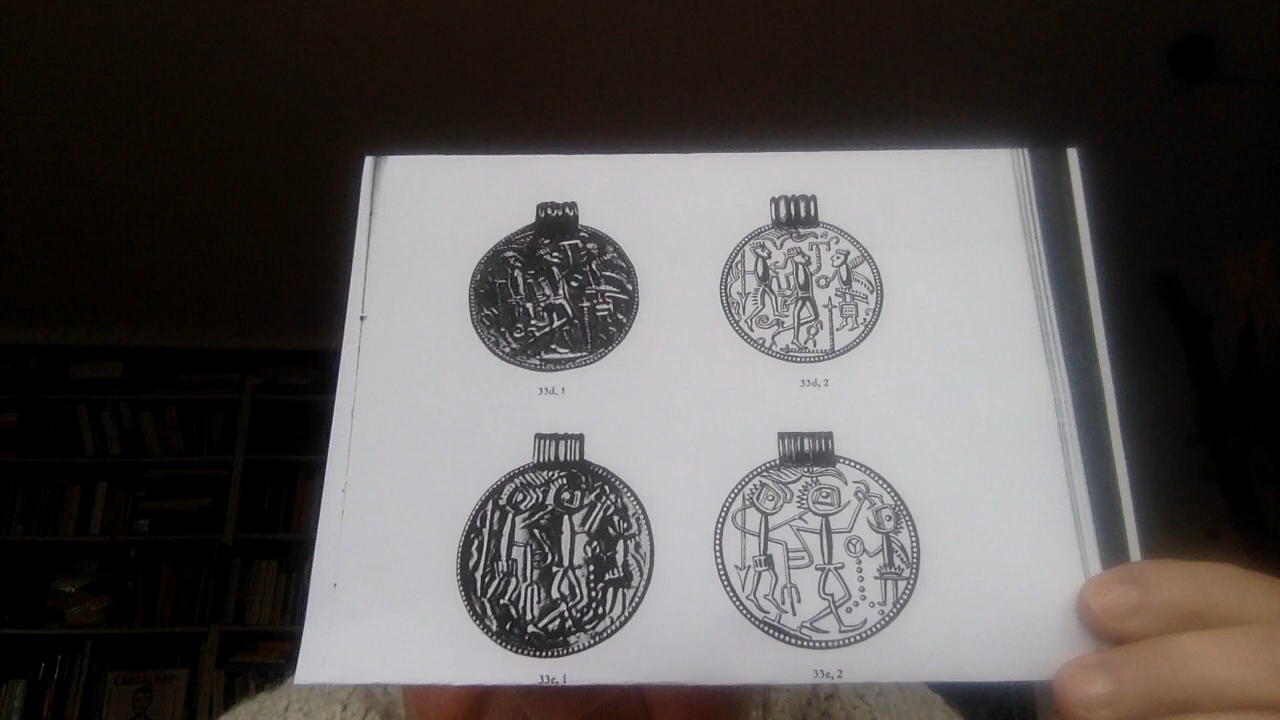 33d, 1
33d, 2
33e, 1
33e, 2